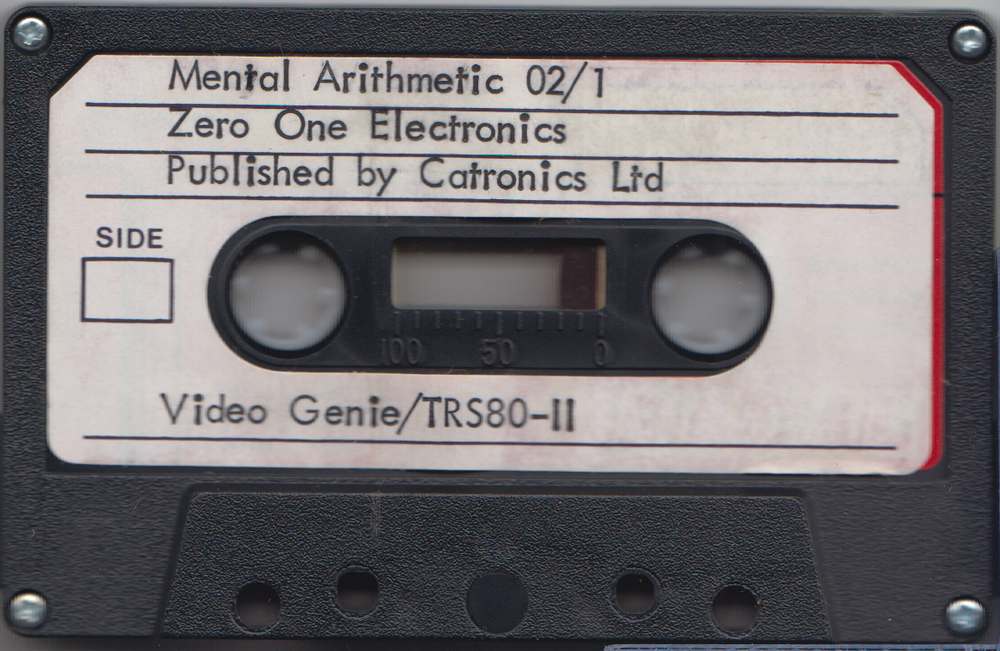 Mental Arithmetic 02/1
Zero One Electronics
Published by Catronics Ltd
SIDE
100 50 0
Video Genie/TRS80-II